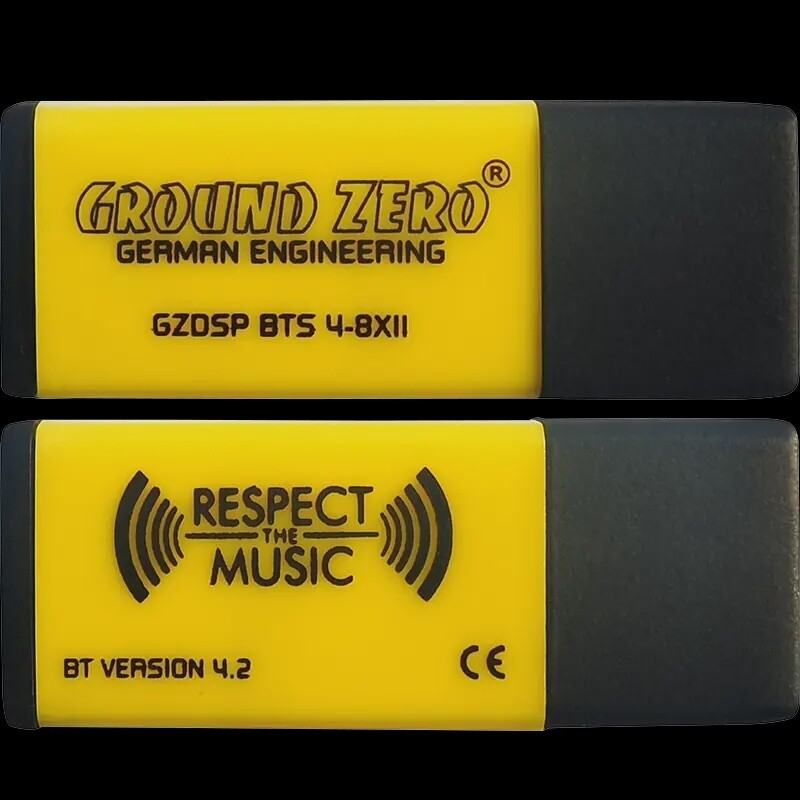 GROUND ZERO®
GERMAN ENGINEERING
GZDSP BTS 4-8XII
RESPECT
THE
MUSIC
BT VERSION 4.2
CE